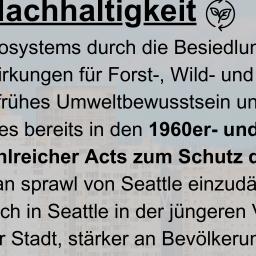 Nachhaltigkeit
osystems durch die Besiedlun
irkungen für Forst-, Wild- und
frühes Umweltbewusstsein un
es bereits in den 1960er- und
hlreicher Acts zum Schutz d
an sprawl von Seattle einzudä
ch in Seattle in der jüngeren V
r Stadt, stärker an Bevölkerun